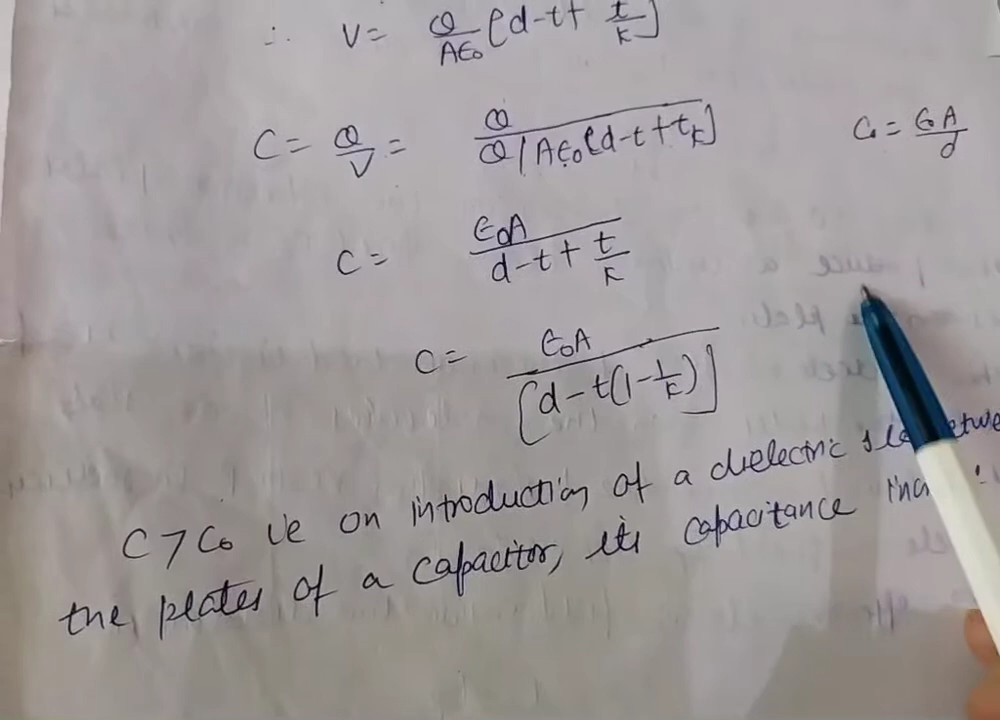 ∴ V = Q/Aϵ₀ [d-t+ t/k]
C = Q/V = Q / Q/Aϵ₀[d-t+t/k]
C₀ = ϵ₀A/d
C = ϵ₀A / d-t+ t/k
C = ϵ₀A / [d-t(1-1/k)]
C > C₀ ie on introduction of a dielectric
the plates of a capacitor, its capacitance